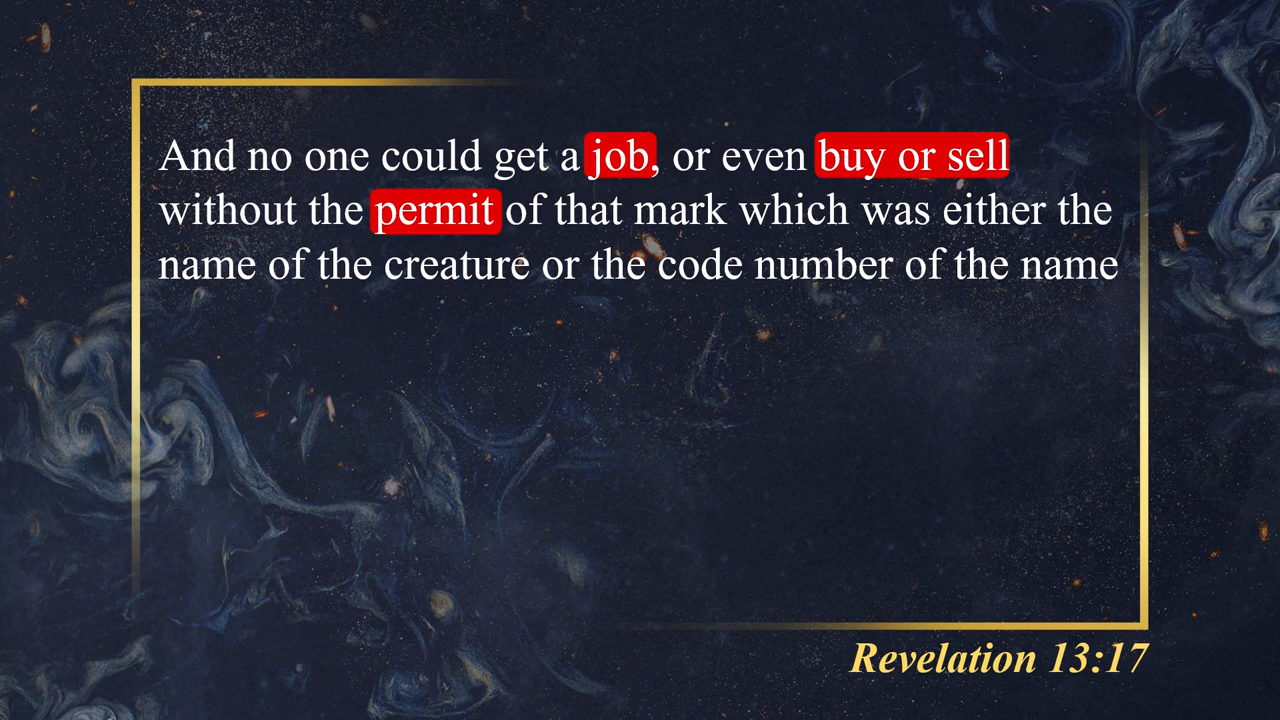 And no one could get a job, or even buy or sell
without the permit of that mark which was either the
name of the creature or the code number of the name
Revelation 13:17